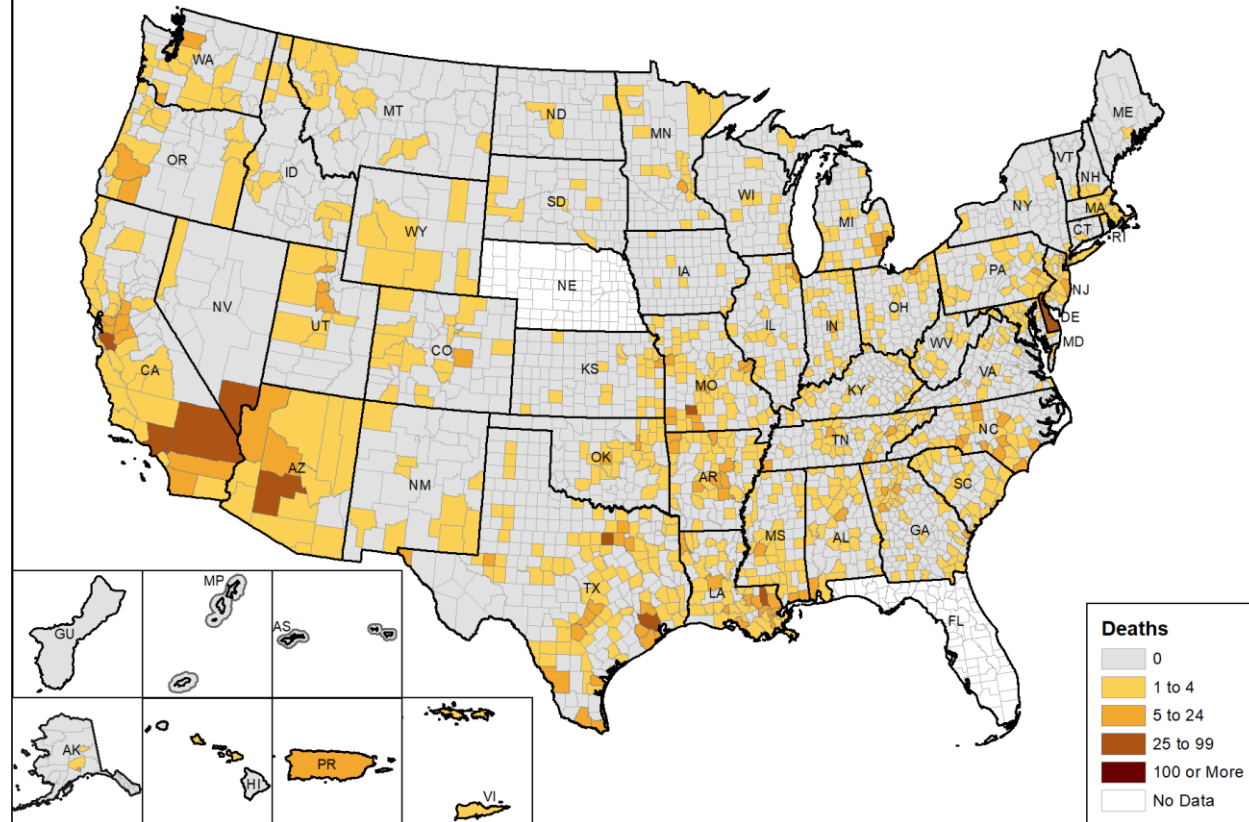 WA
MT
ND
MN
ME
OR
ID
SD
WI
MI
VT
NH
NY
MA
CT
RI
WY
IA
NE
PA
NJ
NV
UT
CO
IL
IN
OH
DE
MD
WV
CA
KS
MO
KY
VA
AZ
NM
OK
AR
TN
NC
SC
MS
AL
GA
TX
LA
FL
GU
MP
AS
AK
HI
PR
VI
Deaths
0
1 to 4
5 to 24
25 to 99
100 or More
No Data